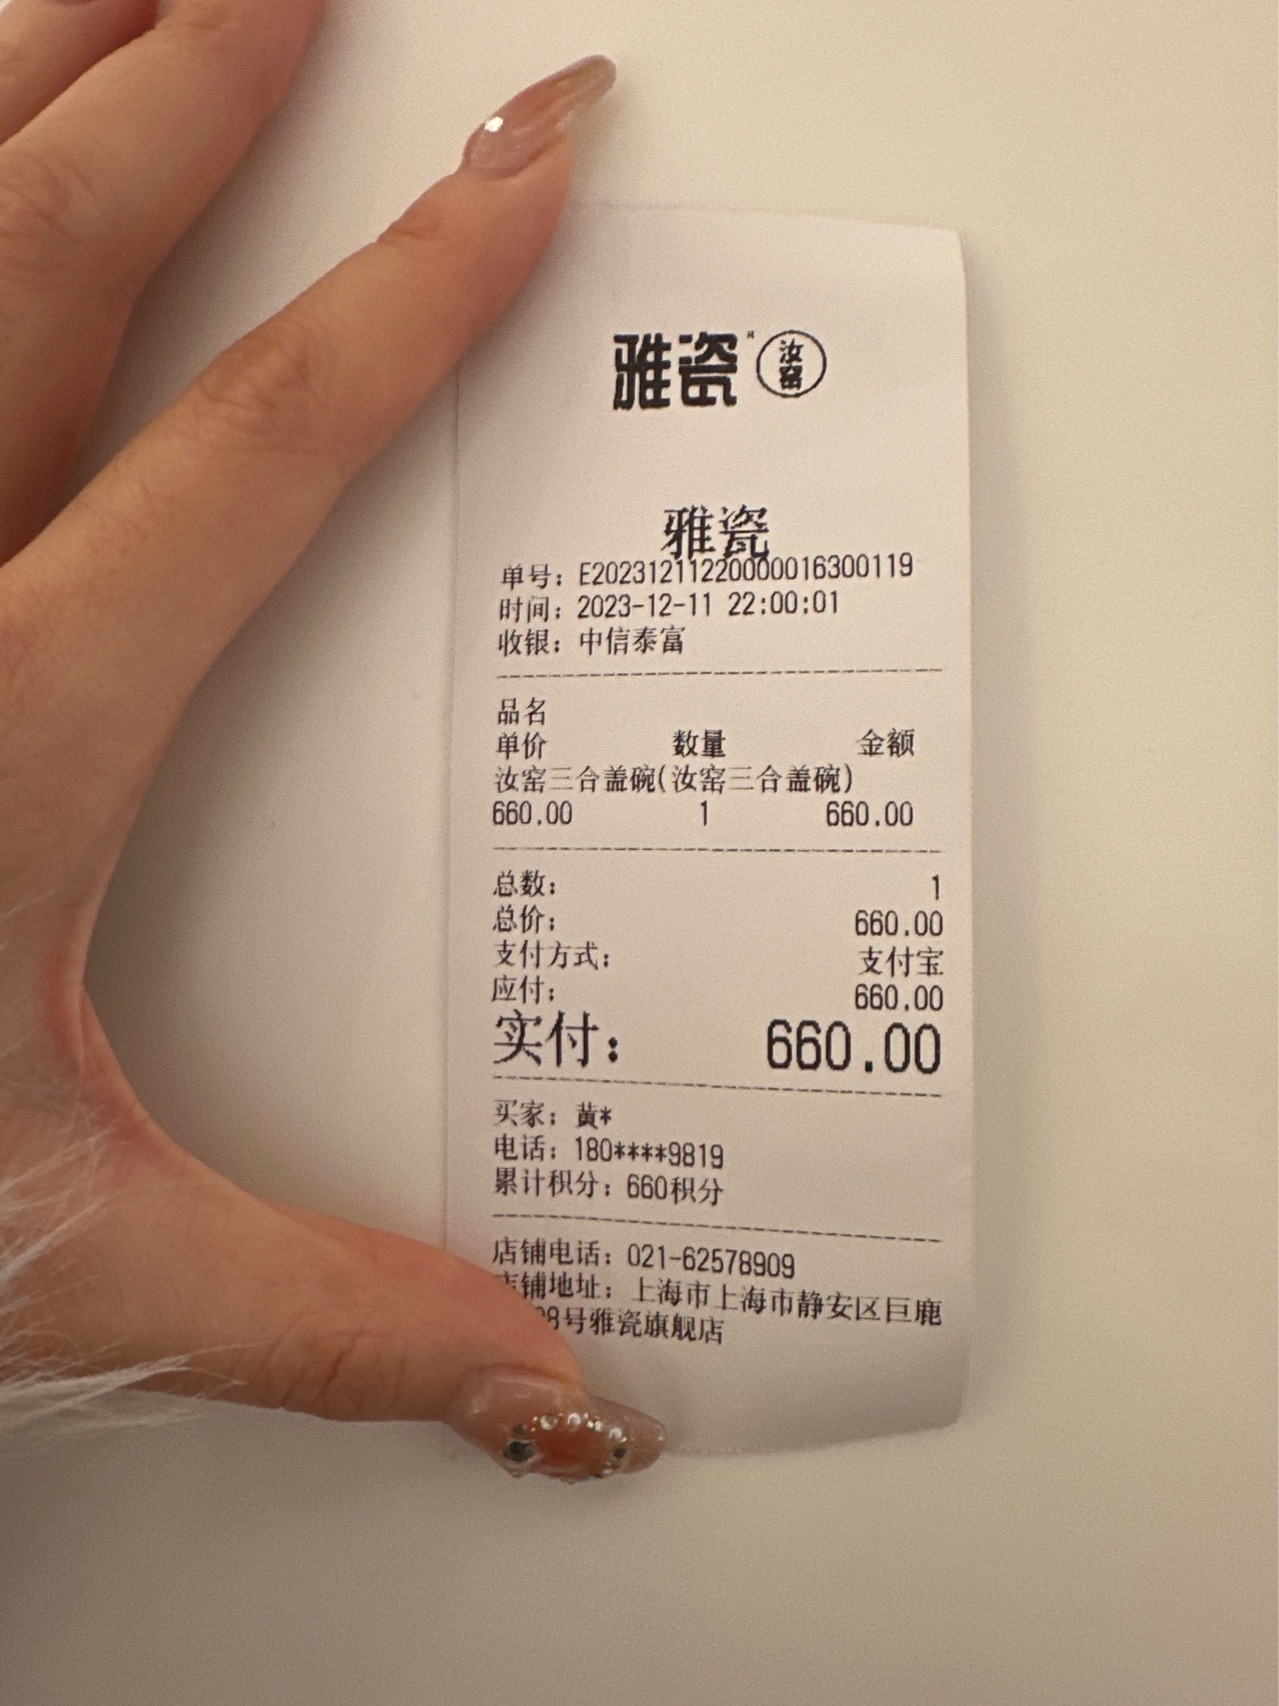 雅瓷 汝窑
雅瓷
单号：E20231211220000016300119
时间：2023-12-11 22:00:01
收银：中信泰富
品名
单价 数量 金额
汝窑三合盖碗(汝窑三合盖碗)
660.00 1 660.00
总数： 1
总价： 660.00
支付方式： 支付宝
应付： 660.00
实付： 660.00
买家：黄*
电话：180****9819
累计积分：660积分
店铺电话：021-62578909
店铺地址：上海市上海市静安区巨鹿
8号雅瓷旗舰店